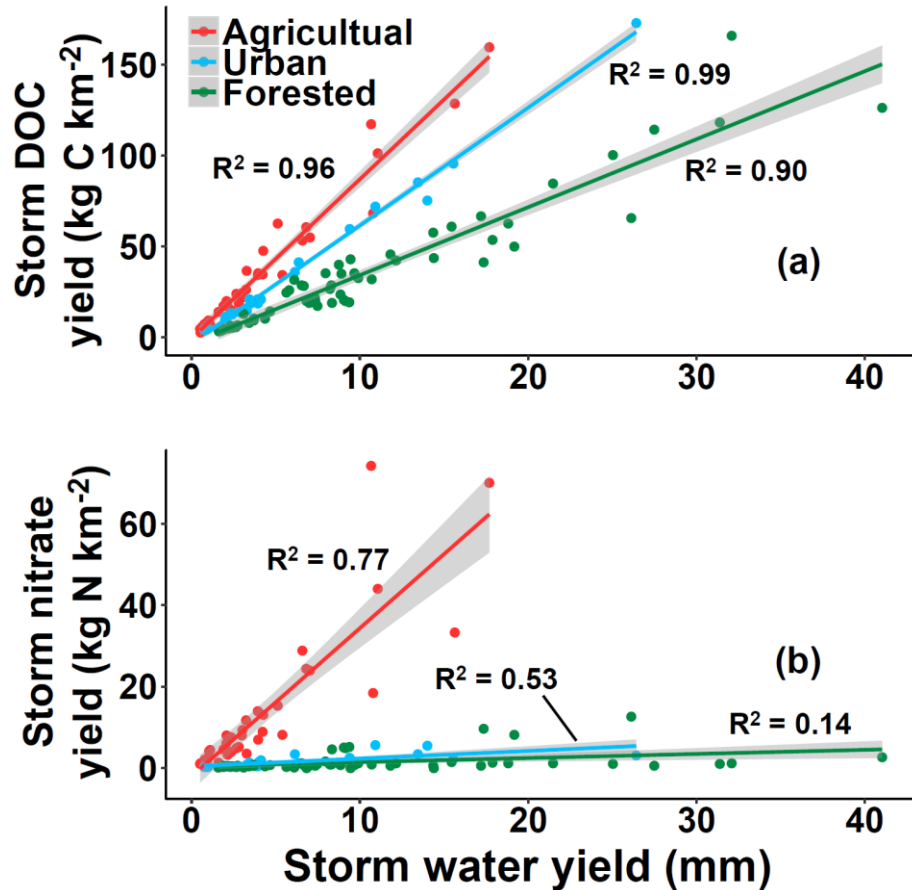 Storm DOC
yield (kg C km⁻²)
150
100
50
0
Agricultual
Urban
Forested
R² = 0.96
R² = 0.99
R² = 0.90
(a)
0
10
20
30
40
Storm nitrate
yield (kg N km⁻²)
60
40
20
0
R² = 0.77
R² = 0.53
R² = 0.14
(b)
0
10
20
30
40
Storm water yield (mm)